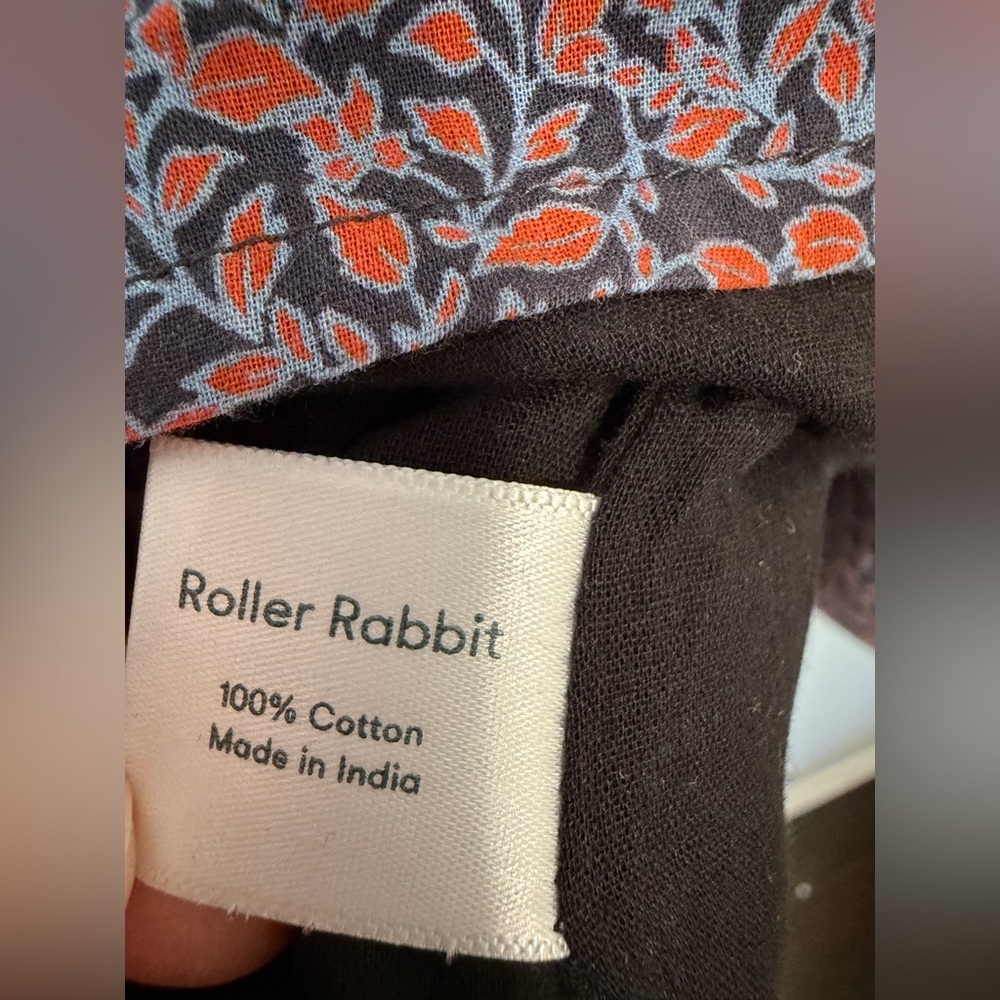 Roller Rabbit
100% Cotton
Made in India